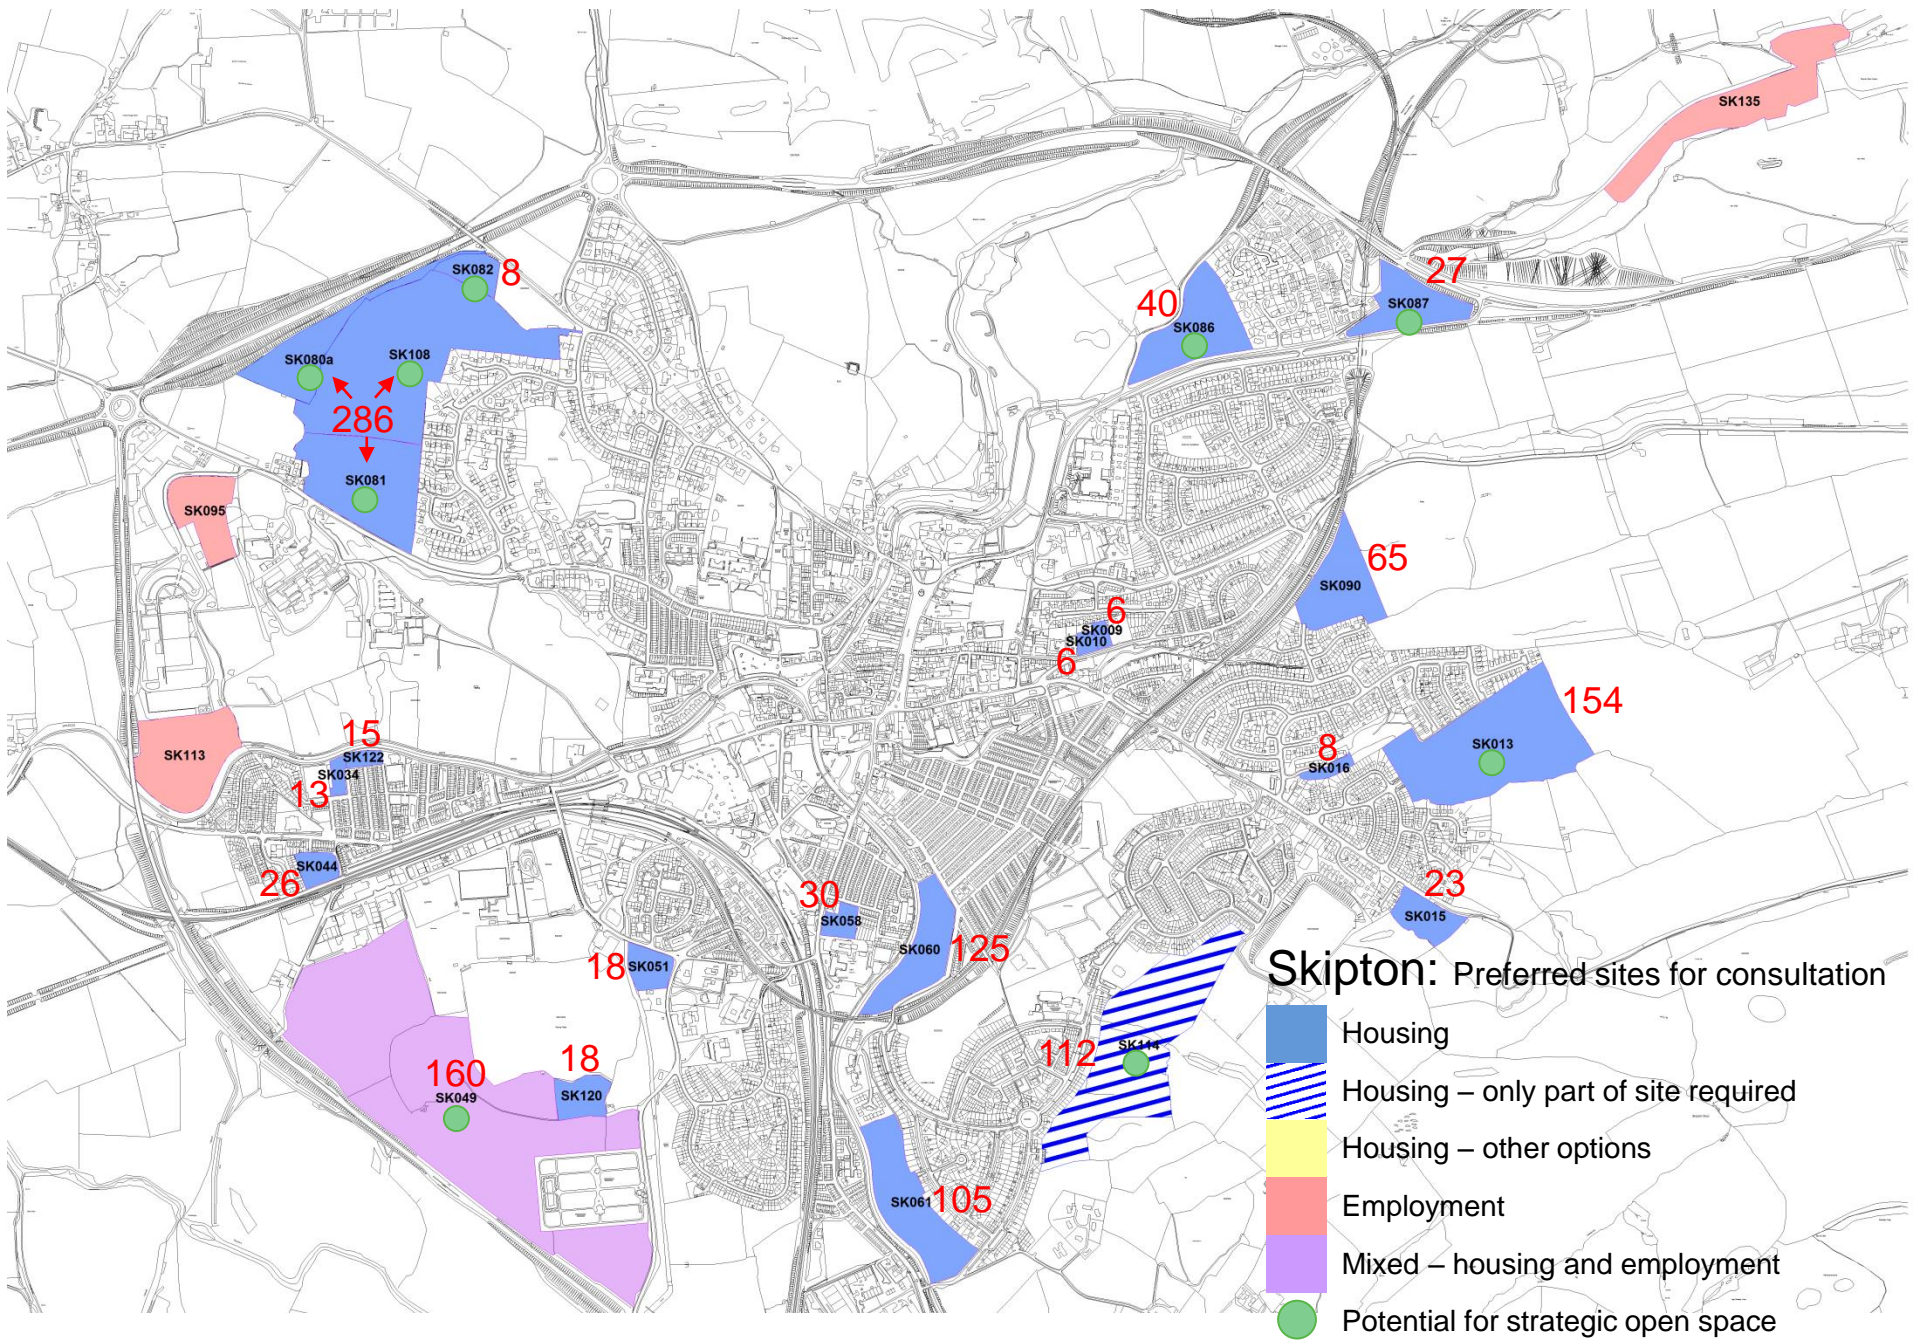 SK135
SK082
8
27
40
SK087
SK086
SK080a
SK108
286
SK081
SK095
65
SK090
6
SK009
SK010
6
154
15
SK113
SK122
SK034
13
8
SK016
SK013
SK044
26
30
SK058
23
SK015
SK060
125
18
SK051
Skipton: Preferred sites for consultation
Housing
112
SK114
18
160
SK049
SK120
Housing – only part of site required
Housing – other options
SK061
105
Employment
Mixed – housing and employment
Potential for strategic open space